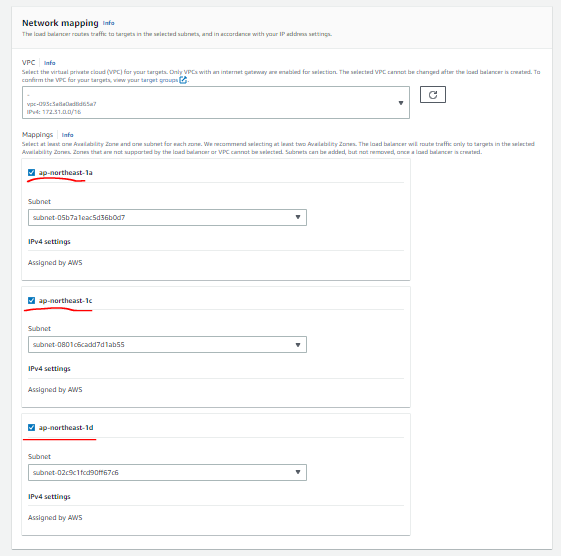 Network mapping Info
The load balancer routes traffic to targets in the selected subnets, and in accordance with your IP address settings.
VPC Info
Select the virtual private cloud (VPC) for your targets. Only VPCs with an internet gateway are enabled for selection. The selected VPC cannot be changed after the load balancer is created. To
confirm the VPC for your targets, view your target groups.
-
IPv4: 172.31.0.0/16
Mappings Info
Select at least one Availability Zone and one subnet for each zone. We recommend selecting at least two Availability Zones. The load balancer will route traffic only to targets in the selected
Availability Zones. Zones that are not supported by the load balancer or VPC cannot be selected. Subnets can be added, but not removed, once a load balancer is created.
ap-northeast-1a
Subnet
subnet-05b7a1eac5d36b0d7
IPv4 settings
Assigned by AWS
ap-northeast-1c
Subnet
subnet-0801c6cadd7d1ab55
IPv4 settings
Assigned by AWS
ap-northeast-1d
Subnet
subnet-02c9c1fcd90ff67c6
IPv4 settings
Assigned by AWS